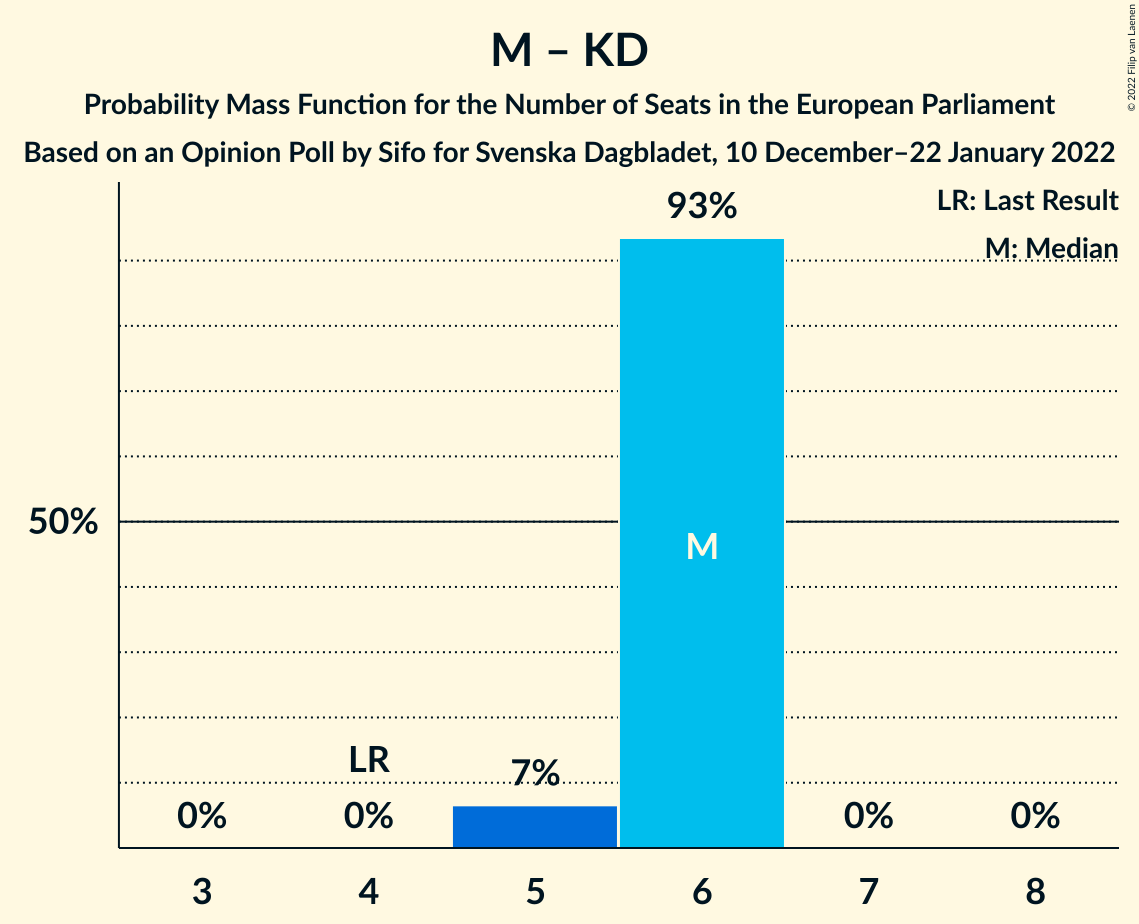 M – KD
Probability Mass Function for the Number of Seats in the European Parliament
Based on an Opinion Poll by Sifo for Svenska Dagbladet, 10 December–22 January 2022
© 2022 Filip van Laenen
LR: Last Result
M: Median
93%
50%
M
LR
7%
0%
0%
0%
0%
3
4
5
6
7
8